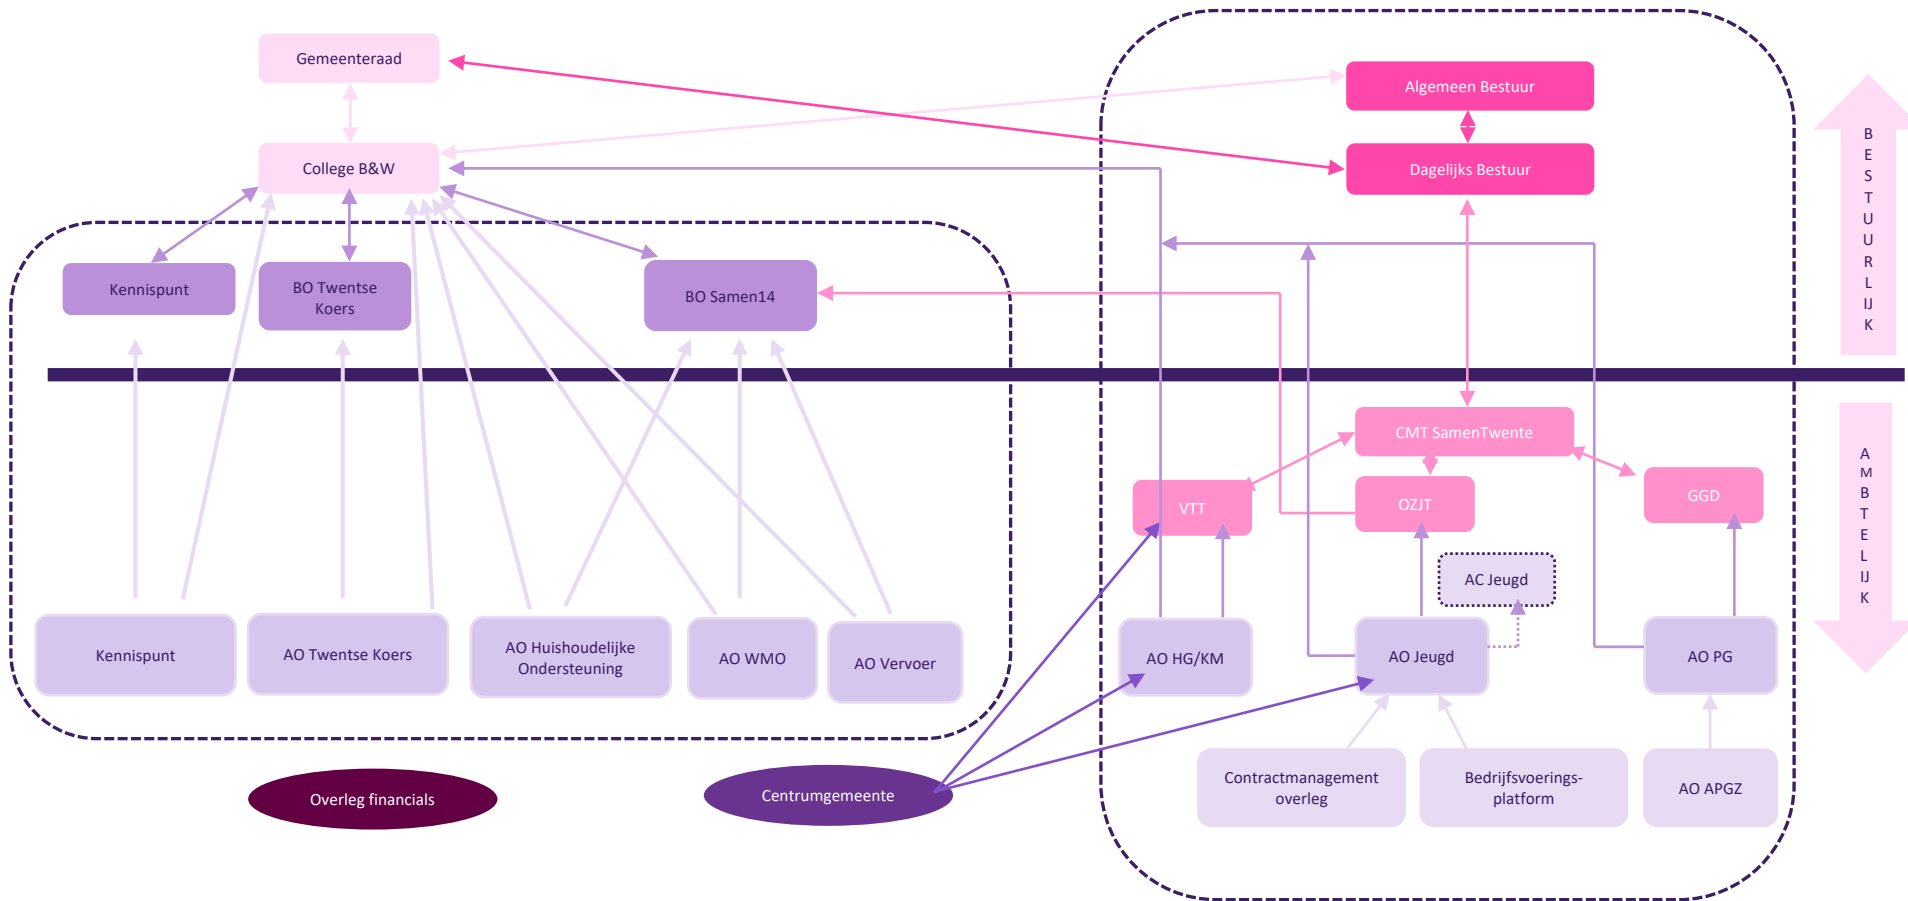 Gemeenteraad
Algemeen Bestuur
College B&W
Dagelijks Bestuur
B
E
S
T
U
U
R
L
IJ
K
Kennispunt
BO Twentse
Koers
BO Samen14
CMT SamenTwente
VTT
OZJT
GGD
AC Jeugd
A
M
B
T
E
L
IJ
K
Kennispunt
AO Twentse Koers
AO Huishoudelijke
Ondersteuning
AO WMO
AO Vervoer
AO HG/KM
AO Jeugd
AO PG
Contractmanagement
overleg
Bedrijfsvoerings-
platform
AO APGZ
Overleg financials
Centrumgemeente